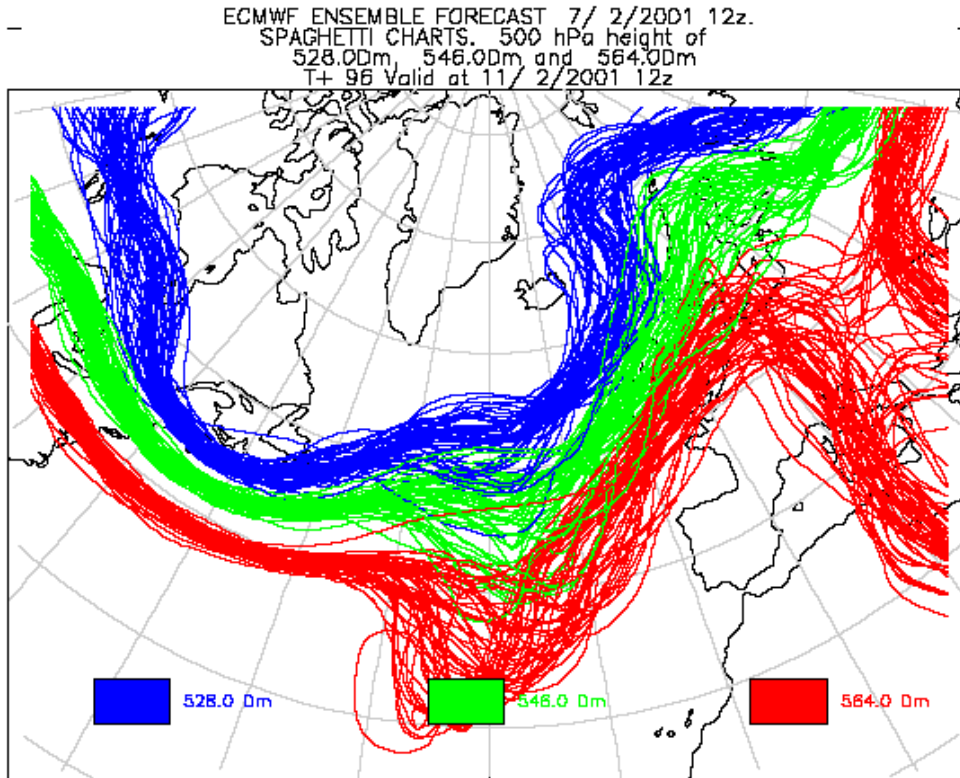 ECMWF ENSEMBLE FORECAST 7/ 2/2001 12z.
SPAGHETTI CHARTS. 500 hPa height of
528.0Dm, 546.0Dm and 564.0Dm
T+ 96 Valid at 11/ 2/2001 12z
528.0 Dm 546.0 Dm 564.0 Dm